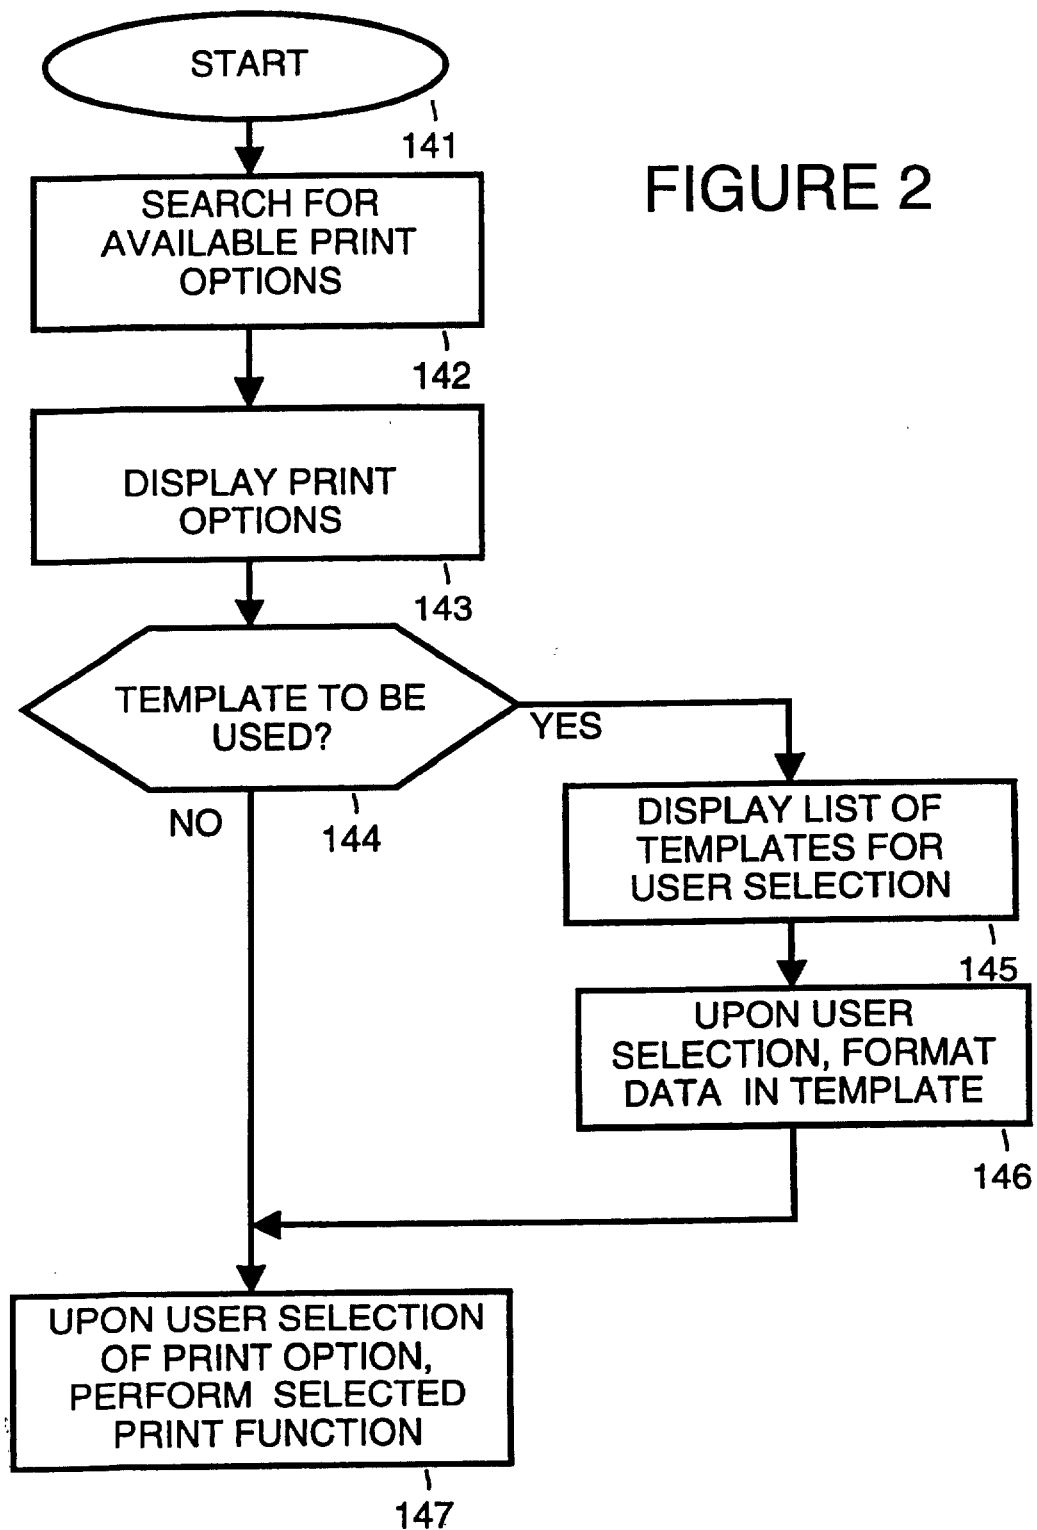 START
141
FIGURE 2
SEARCH FOR
AVAILABLE PRINT
OPTIONS
142
DISPLAY PRINT
OPTIONS
143
TEMPLATE TO BE
USED?
YES
NO
144
DISPLAY LIST OF
TEMPLATES FOR
USER SELECTION
145
UPON USER
SELECTION, FORMAT
DATA IN TEMPLATE
146
UPON USER SELECTION
OF PRINT OPTION,
PERFORM SELECTED
PRINT FUNCTION
147